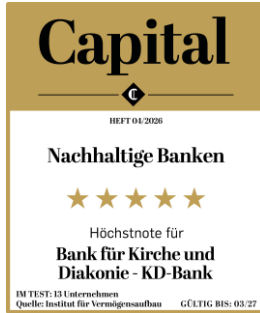 Capital
HEFT 04/2026
Nachhaltige Banken
Höchstnote für
Bank für Kirche und
Diakonie - KD-Bank
IM TEST: 13 Unternehmen
Quelle: Institut für Vermögensaufbau GÜLTIG BIS: 03/27